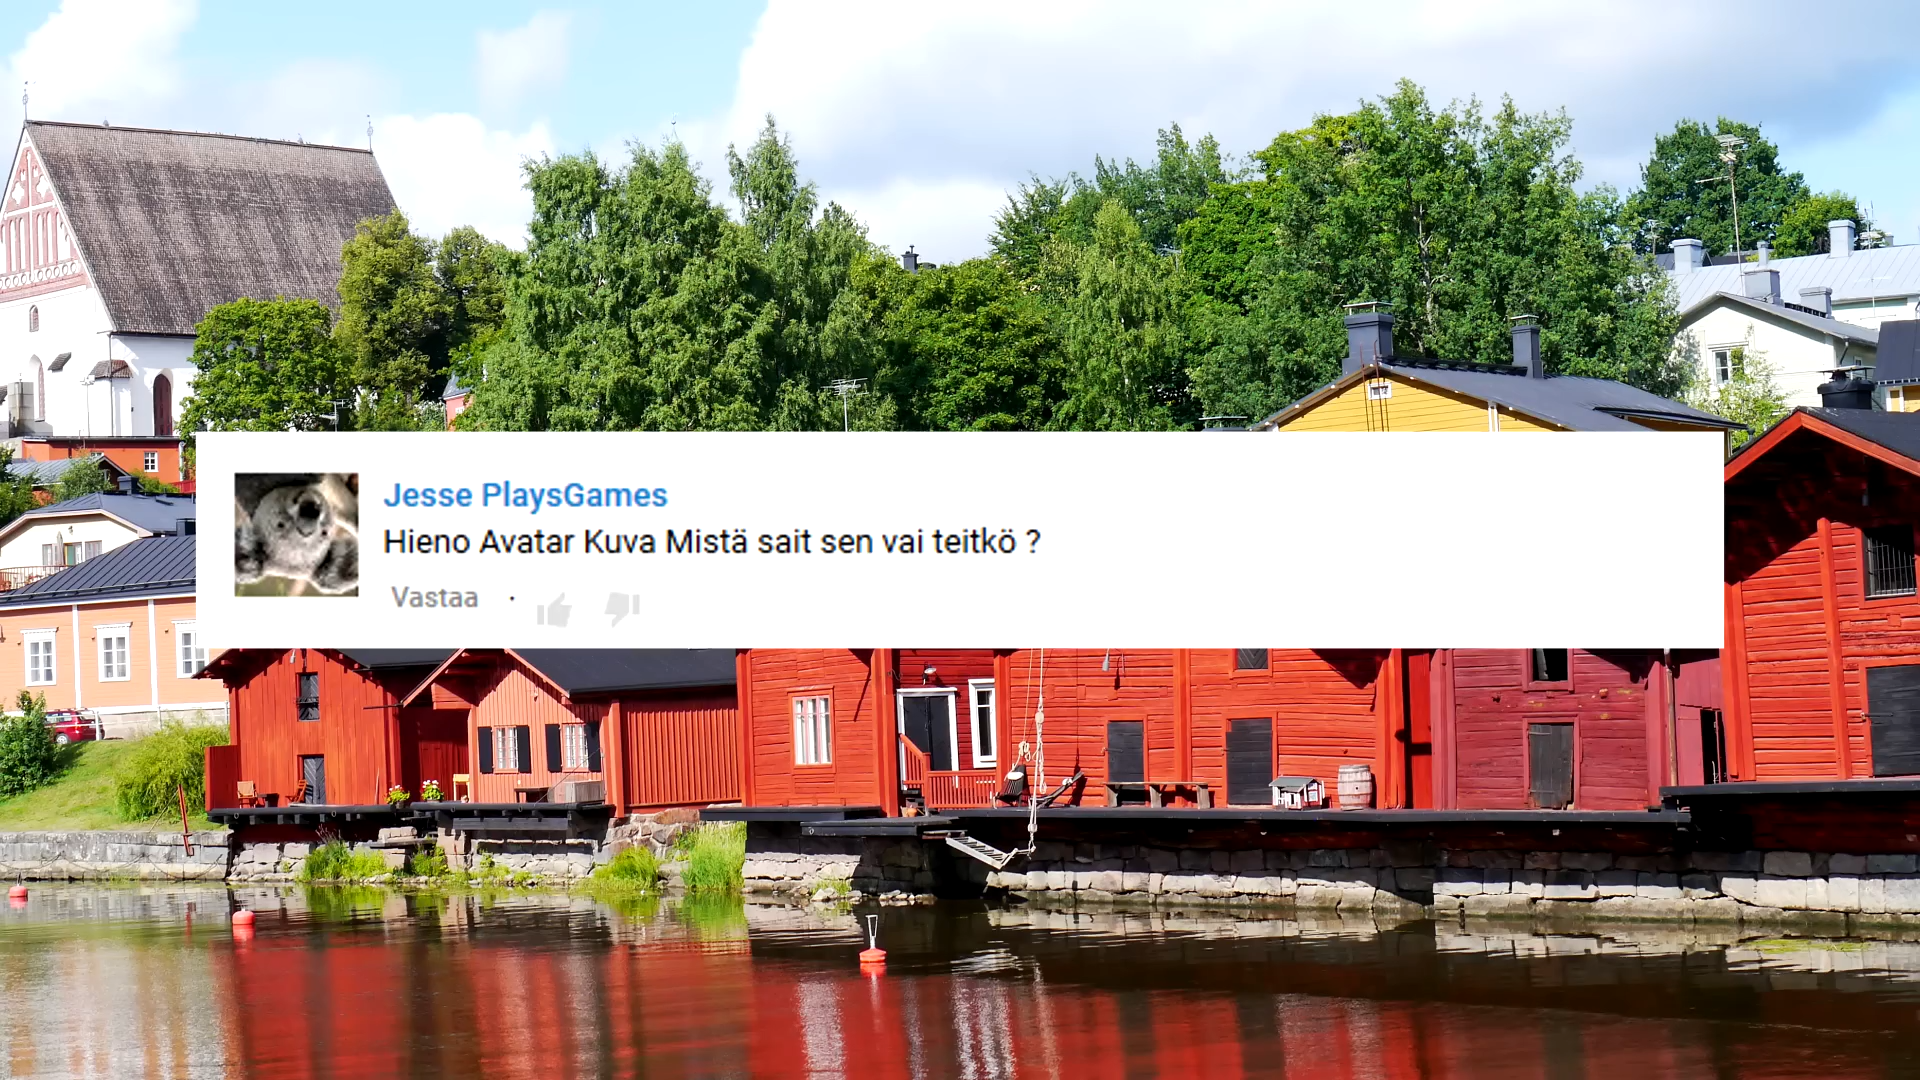 Jesse PlaysGames
Hieno Avatar Kuva Mistä sait sen vai teitkö ?
Vastaa ·